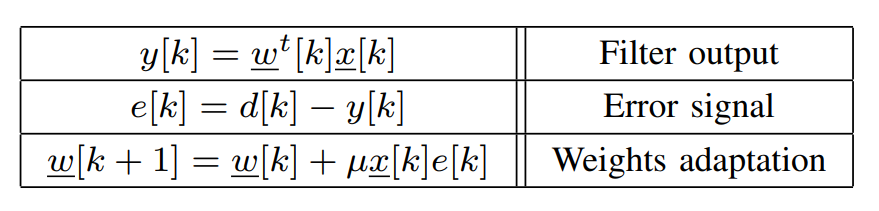 y[k] = w̲ᵗ[k]x̲[k] Filter output
e[k] = d[k] − y[k] Error signal
w̲[k + 1] = w̲[k] + μx̲[k]e[k] Weights adaptation